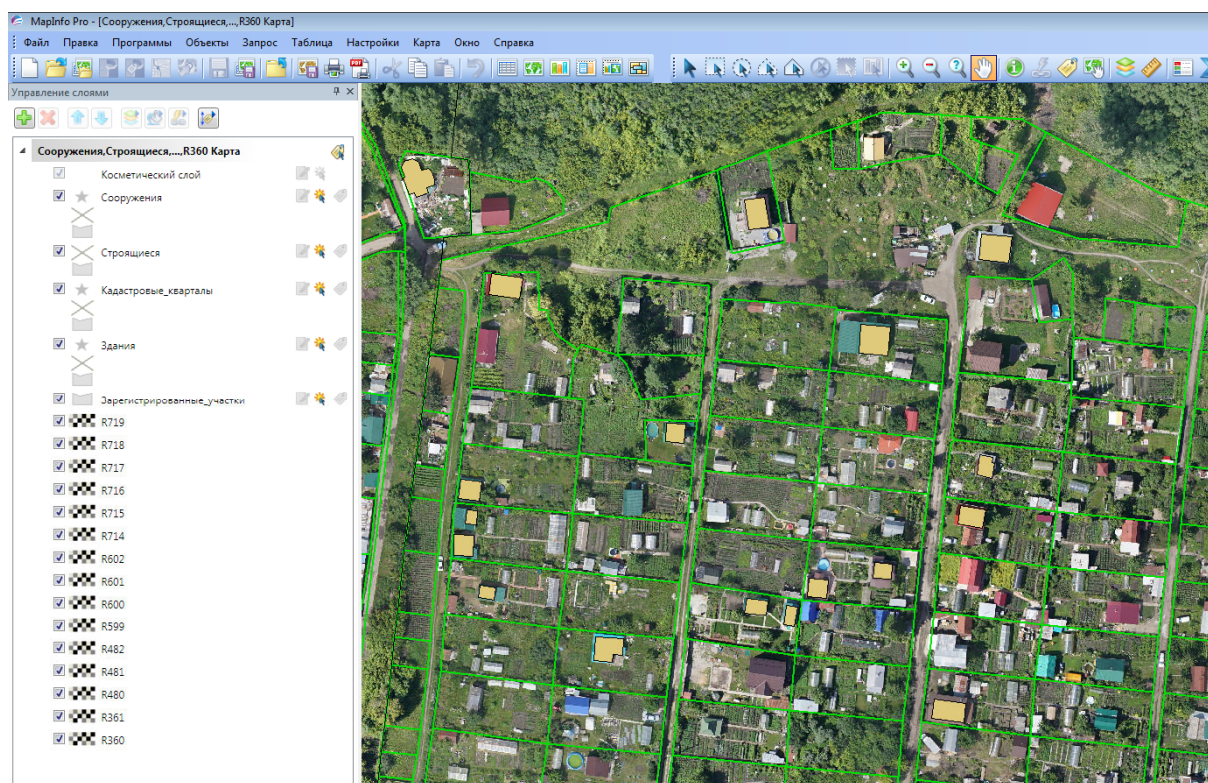 MapInfo Pro - [Сооружения,Строящиеся,...,R360 Карта]
Файл Правка Программы Объекты Запрос Таблица Настройки Карта Окно Справка
Управление слоями
Сооружения,Строящиеся,...,R360 Карта
Косметический слой
Сооружения
Строящиеся
Кадастровые_кварталы
Здания
Зарегистрированные_участки
R719
R718
R717
R716
R715
R714
R602
R601
R600
R599
R482
R481
R480
R361
R360